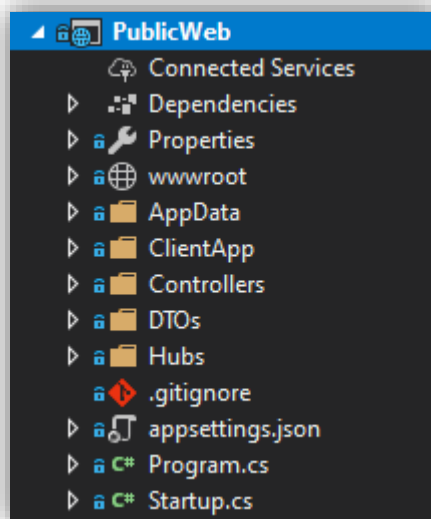 PublicWeb
Connected Services
Dependencies
Properties
wwwroot
AppData
ClientApp
Controllers
DTOs
Hubs
.gitignore
appsettings.json
C# Program.cs
C# Startup.cs